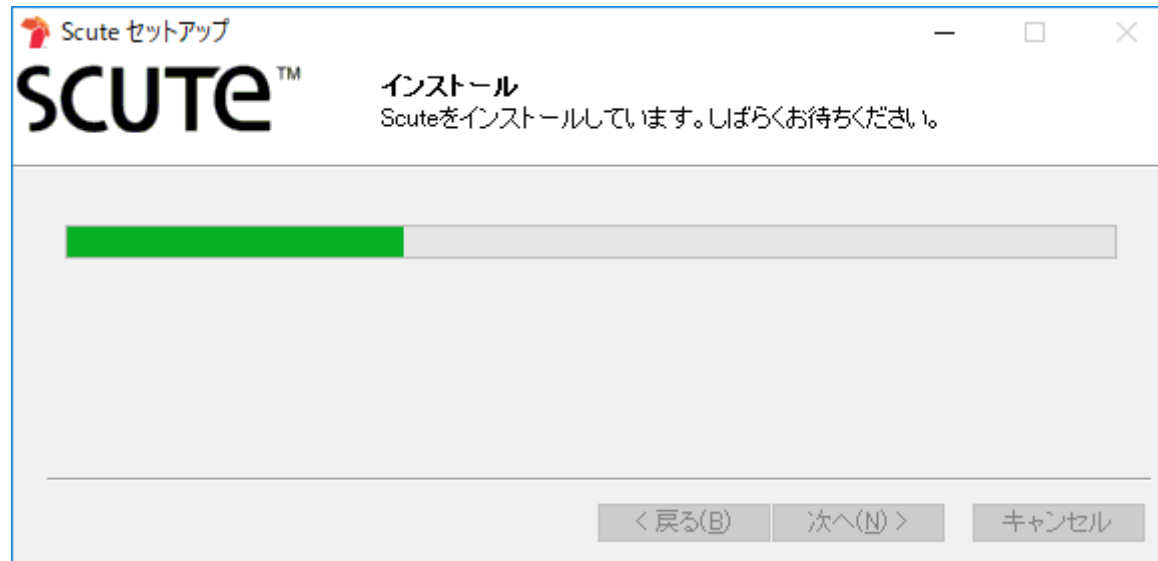 Scute セットアップ
SCUTe™
インストール
Scuteをインストールしています。しばらくお待ちください。
< 戻る(B)
次へ(N) >
キャンセル